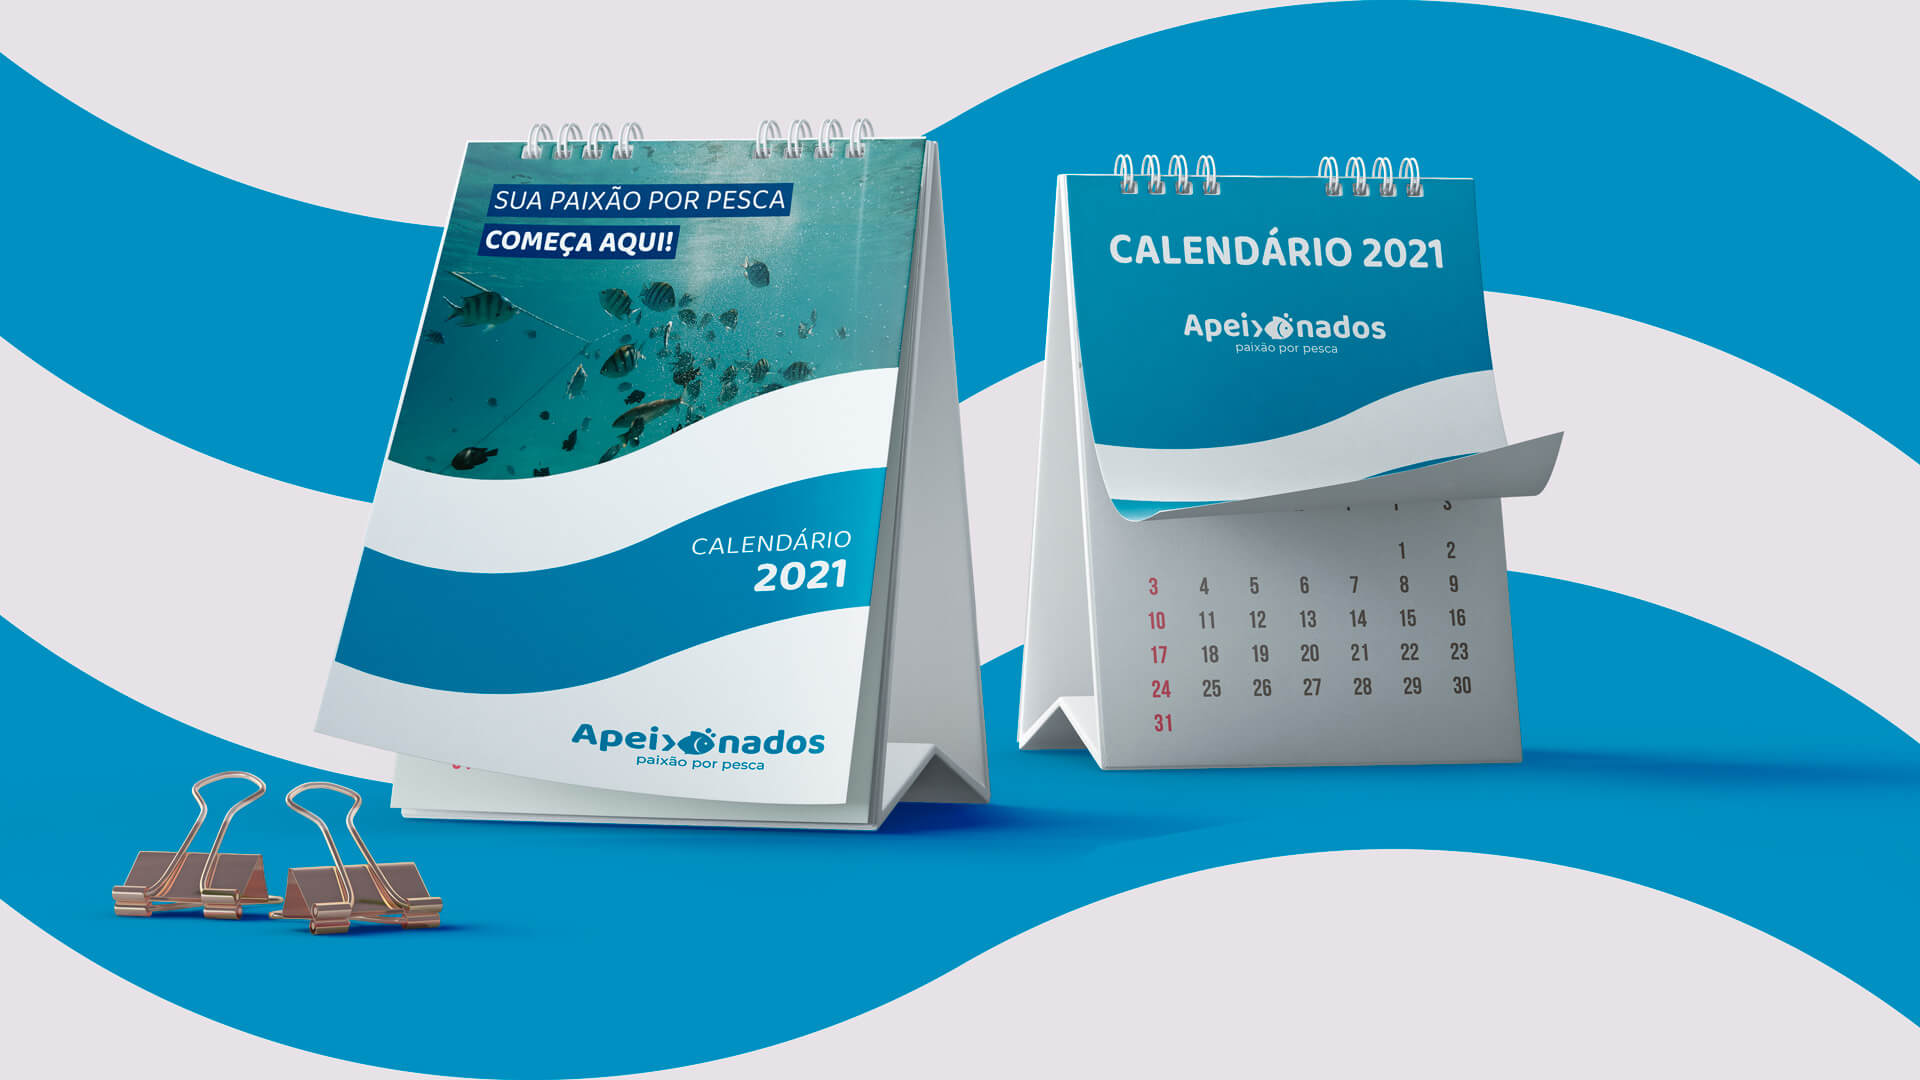 SUA PAIXÃO POR PESCA
COMEÇA AQUI!
CALENDÁRIO
2021
Apeixonados
paixão por pesca
CALENDÁRIO 2021
Apeixonados
paixão por pesca
1 2
3 4 5 6 7 8 9
10 11 12 13 14 15 16
17 18 19 20 21 22 23
24 25 26 27 28 29 30
31